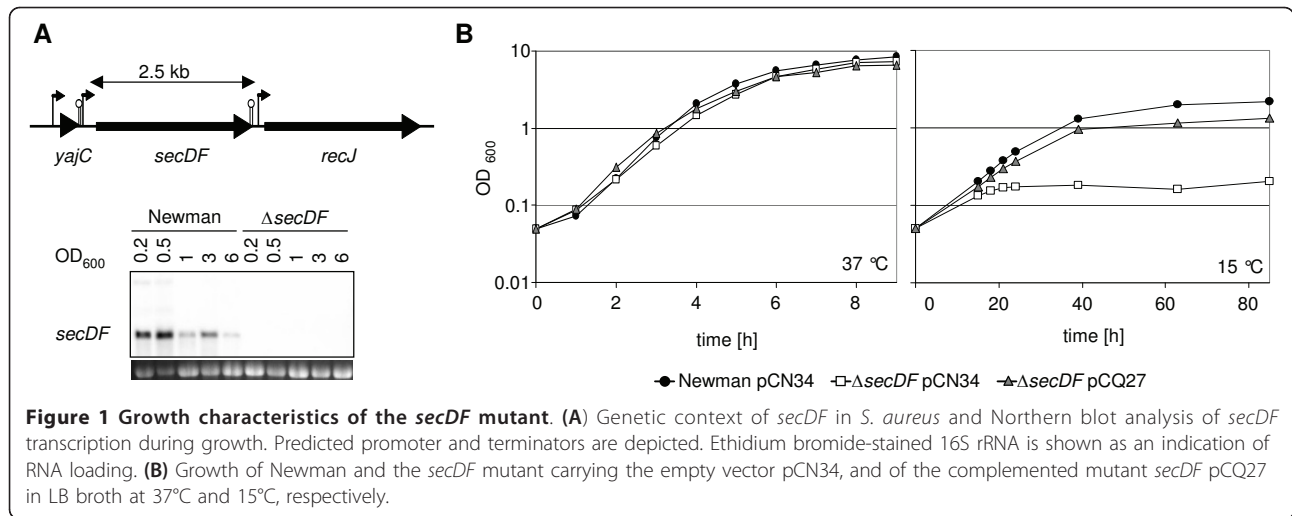 A
2.5 kb
yajC secDF recJ
Newman ΔsecDF
OD600 0.2 0.5 1 3 6 0.2 0.5 1 3 6
secDF
B
10
1
0.1
0.01
OD 600
37 °C
15 °C
0 2 4 6 8
0 20 40 60 80
time [h] time [h]
Newman pCN34 ΔsecDF pCN34 ΔsecDF pCQ27
Figure 1 Growth characteristics of the secDF mutant. (A) Genetic context of secDF in S. aureus and Northern blot analysis of secDF
transcription during growth. Predicted promoter and terminators are depicted. Ethidium bromide-stained 16S rRNA is shown as an indication of
RNA loading. (B) Growth of Newman and the secDF mutant carrying the empty vector pCN34, and of the complemented mutant secDF pCQ27
in LB broth at 37°C and 15°C, respectively.